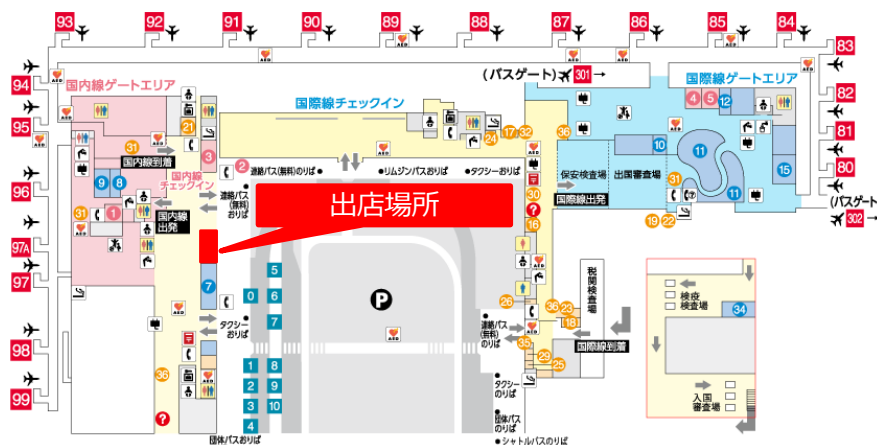 93
92
91
90
89
88
87
86
85
84
83
94
95
96
97A
97
98
99
82
81
80
(バスゲート)
301
(バスゲート)
302
国内線ゲートエリア
国際線チェックイン
国際線ゲートエリア
AED
21
31
国内線到着
3
国内線
チェックイン
9
8
31
1
国内線
出発
2
連絡バス(無料)のりば
リムジンバスおりば
タクシーおりば
連絡バス
(無料)
おりば
出店場所
24
17
32
36
30
?
16
保安検査場
出国審査場
国際線出発
4
5
12
10
11
11
15
31
19
22
7
タクシー
おりば
36
?
団体バスおりば
0
5
6
7
1
2
3
4
8
9
10
P
26
36
23
18
税関検査場
国際線到着
連絡バス
(無料)
のりば
35
29
25
タクシー
のりば
団体バス
のりば
シャトルバスのりば
検疫
検査場
34
入国
審査場